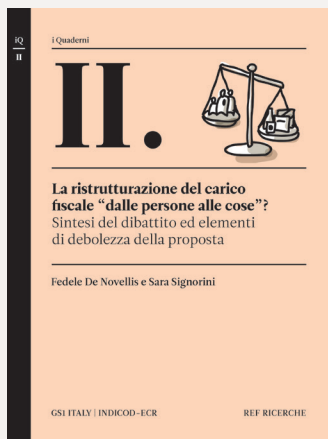 iQ
II
i Quaderni
II.
La ristrutturazione del carico
fiscale “dalle persone alle cose”?
Sintesi del dibattito ed elementi
di debolezza della proposta
Fedele De Novellis e Sara Signorini
GS1 ITALY | INDICOD-ECR
REF RICERCHE